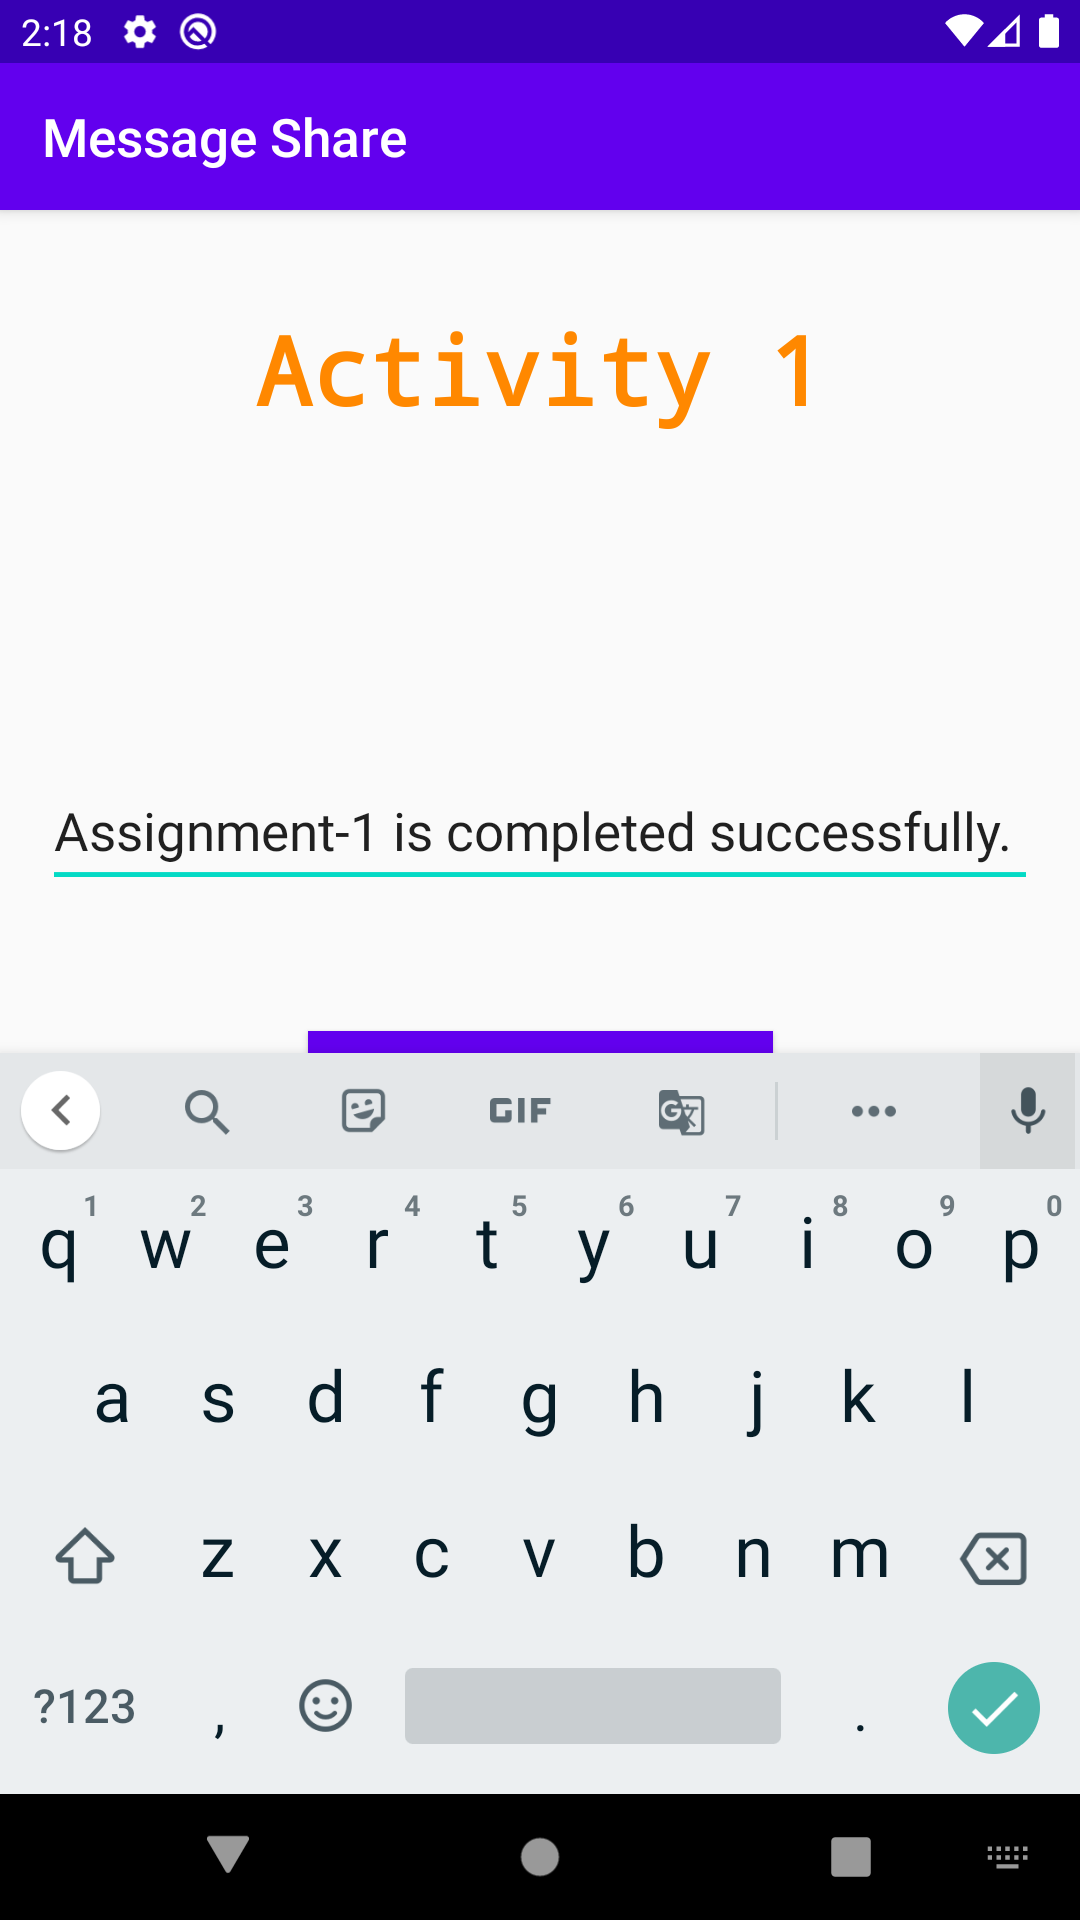 2:18
Message Share
Activity 1
Assignment-1 is completed successfully.
GIF
G
1 2 3 4 5 6 7 8 9 0
q w e r t y u i o p
a s d f g h j k l
z x c v b n m
?123 , .